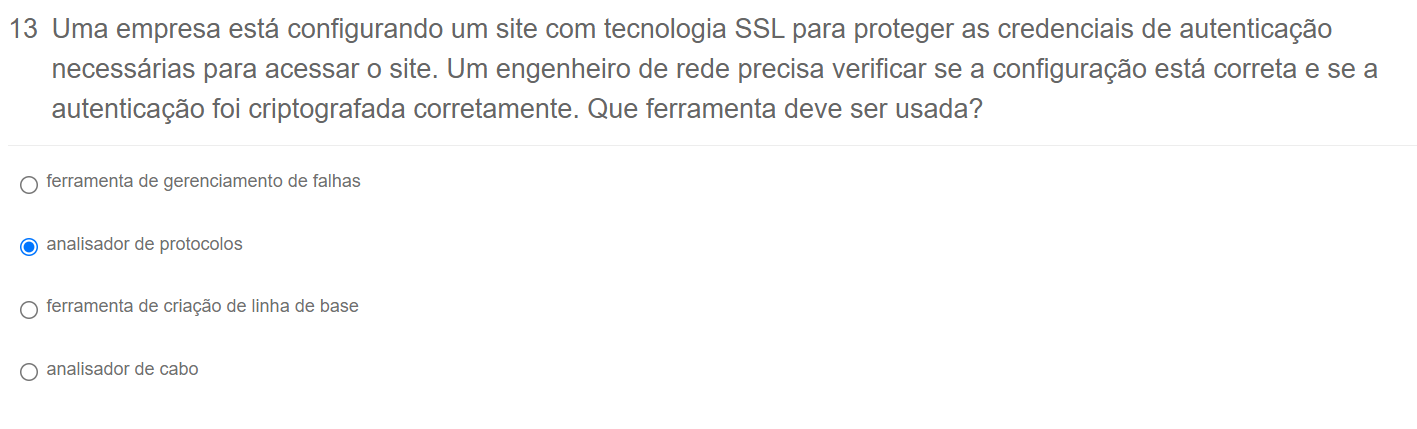 13 Uma empresa está configurando um site com tecnologia SSL para proteger as credenciais de autenticação
necessárias para acessar o site. Um engenheiro de rede precisa verificar se a configuração está correta e se a
autenticação foi criptografada corretamente. Que ferramenta deve ser usada?
ferramenta de gerenciamento de falhas
analisador de protocolos
ferramenta de criação de linha de base
analisador de cabo